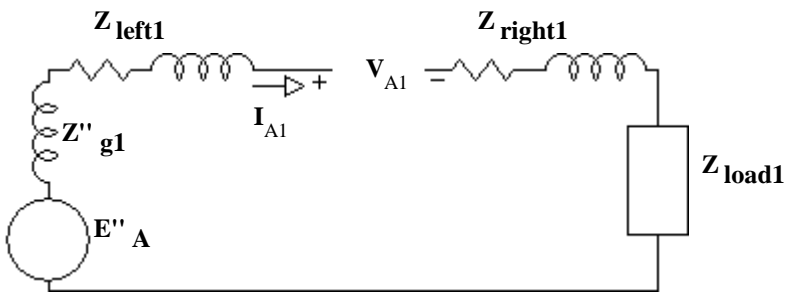 Z left1
Z right1
+
V A1
−
I A1
Z" g1
Z load1
E" A